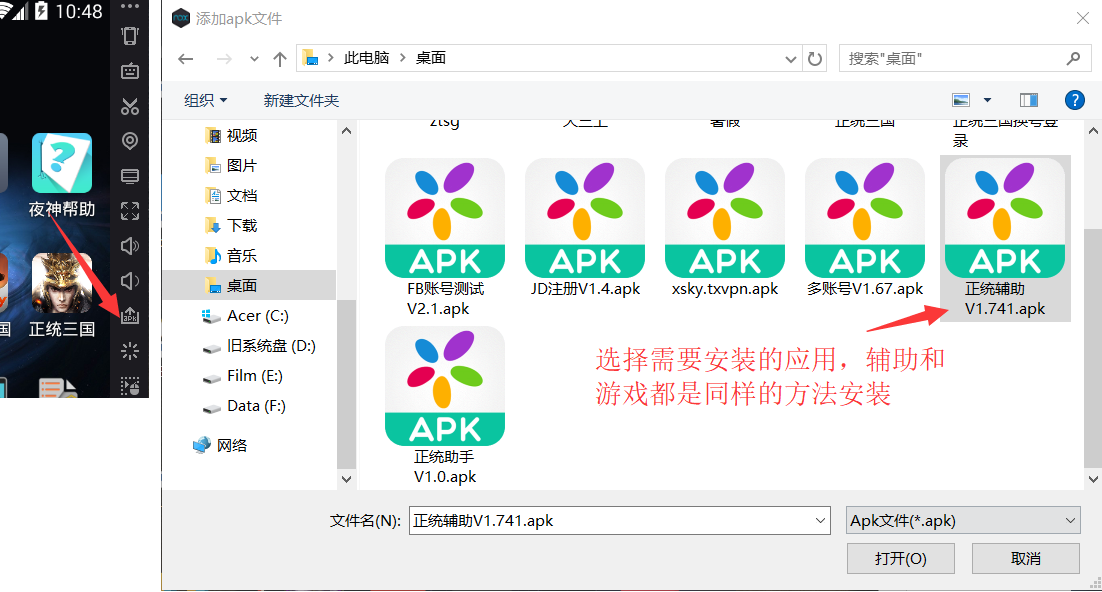 10:48
夜神帮助
正统三国
国
添加apk文件
此电脑
桌面
搜索"桌面"
组织
新建文件夹
视频
图片
文档
下载
音乐
桌面
Acer (C:)
旧系统盘 (D:)
Film (E:)
Data (F:)
网络
ztsg
大三上
暑假
正统三国
正统三国换号登
录
APK
FB账号测试
V2.1.apk
APK
JD注册V1.4.apk
APK
xsky.txvpn.apk
APK
多账号V1.67.apk
APK
正统辅助
V1.741.apk
APK
正统助手
V1.0.apk
选择需要安装的应用，辅助和
游戏都是同样的方法安装
文件名(N):
正统辅助V1.741.apk
Apk文件(*.apk)
打开(O)
取消